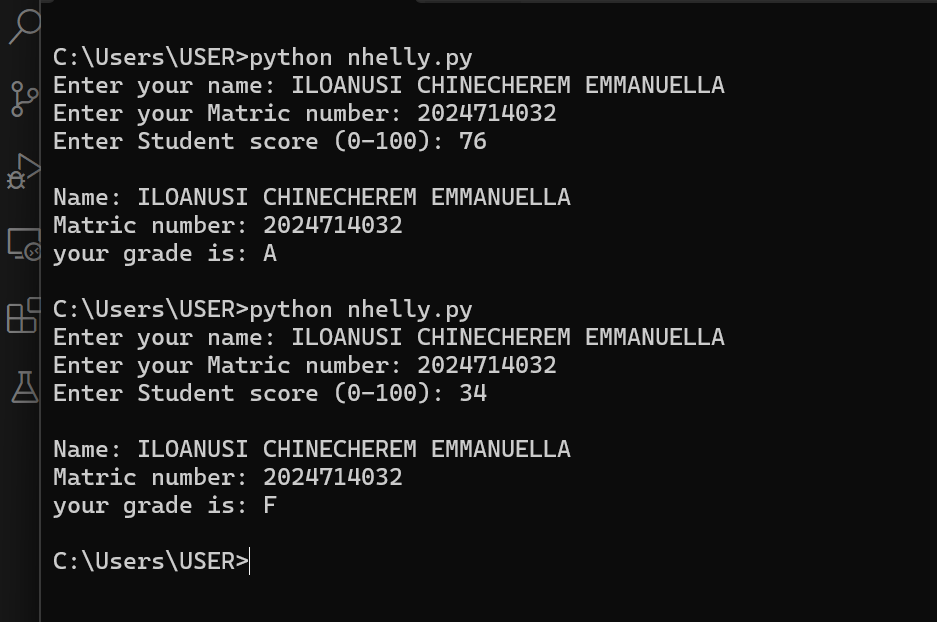 C:\Users\USER>python nhelly.py
Enter your name: ILOANUSI CHINECHEREM EMMANUELLA
Enter your Matric number: 2024714032
Enter Student score (0-100): 76
Name: ILOANUSI CHINECHEREM EMMANUELLA
Matric number: 2024714032
your grade is: A
C:\Users\USER>python nhelly.py
Enter your name: ILOANUSI CHINECHEREM EMMANUELLA
Enter your Matric number: 2024714032
Enter Student score (0-100): 34
Name: ILOANUSI CHINECHEREM EMMANUELLA
Matric number: 2024714032
your grade is: F
C:\Users\USER>